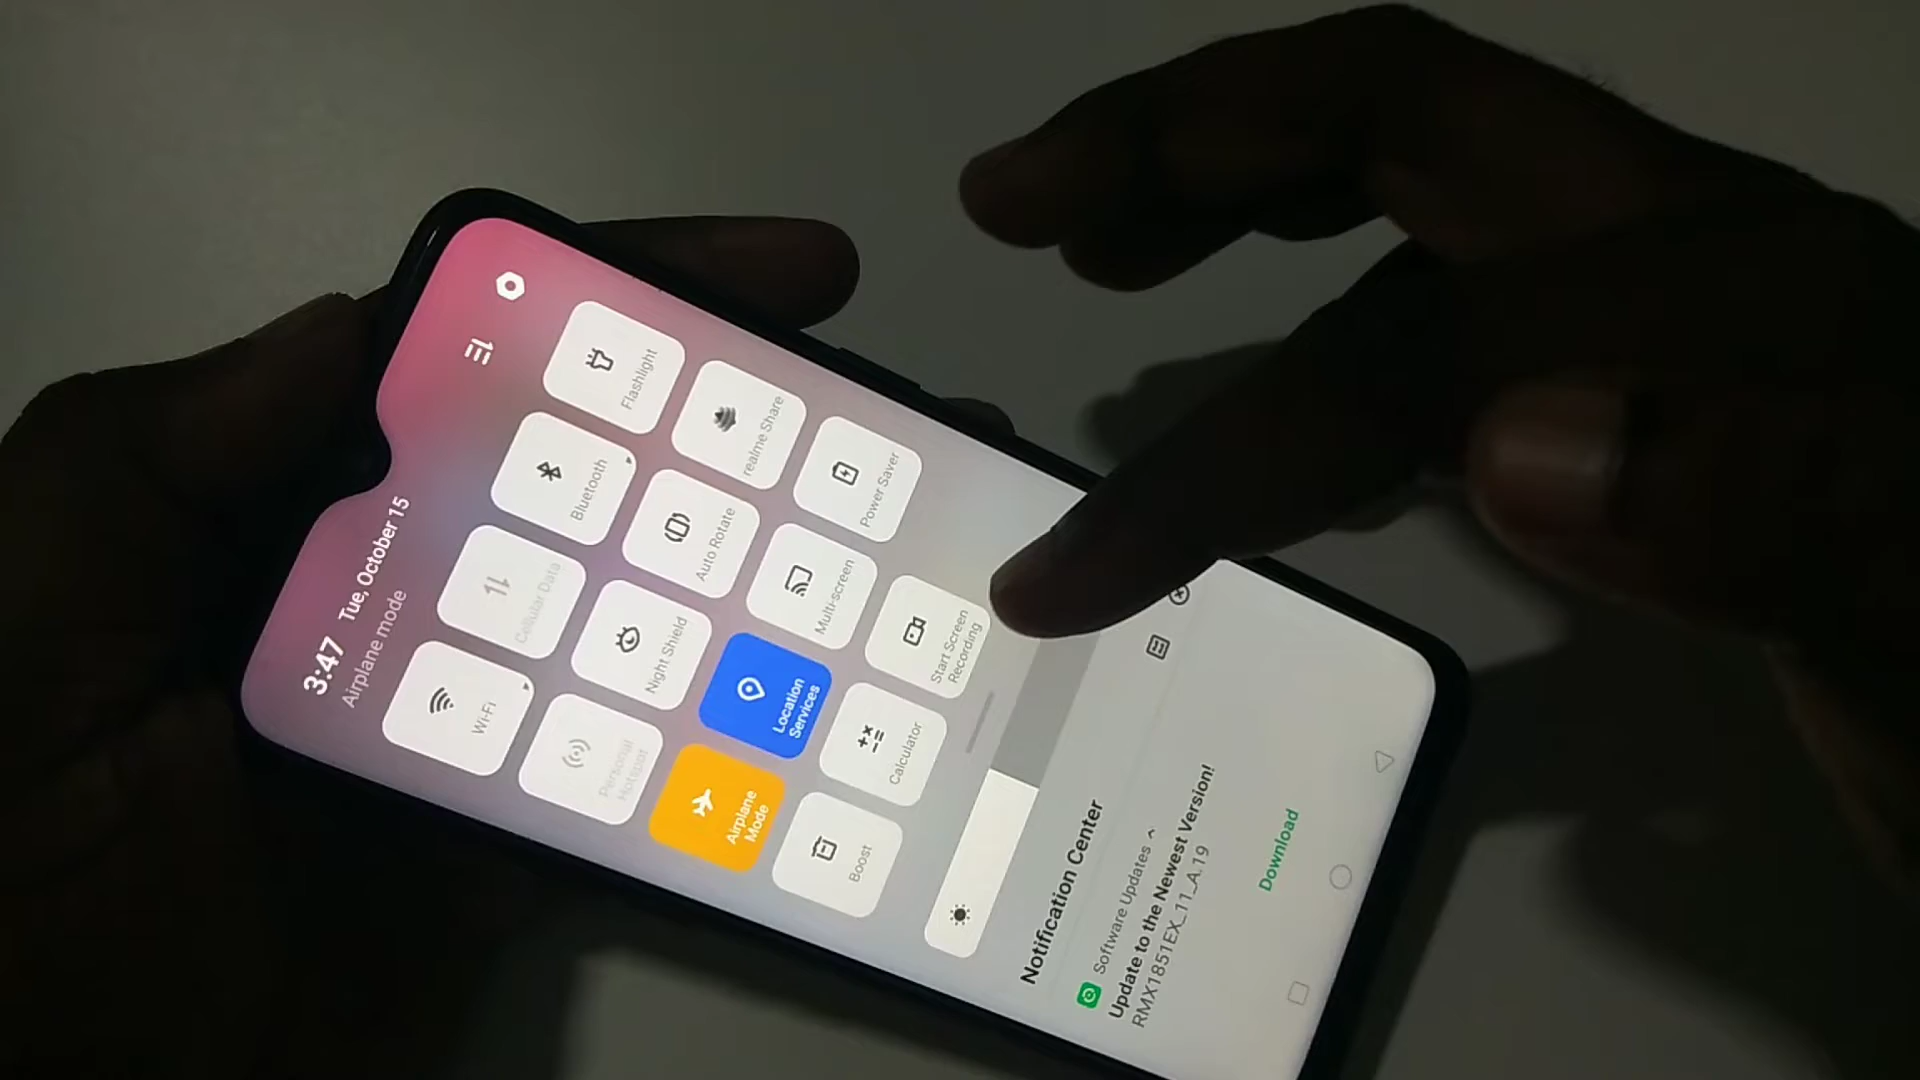 3:47 Tue, October 15
Airplane mode
Wi-Fi
Cellular Data
Bluetooth
Flashlight
Personal
Hotspot
Night Shield
Auto Rotate
realme Share
Airplane
Mode
Location
Services
Multi-screen
Power Saver
Boost
Calculator
Start Screen
Recording
Notification Center
Software Updates
Update to the Newest Version!
RMX1851EX_11_A.19
Download